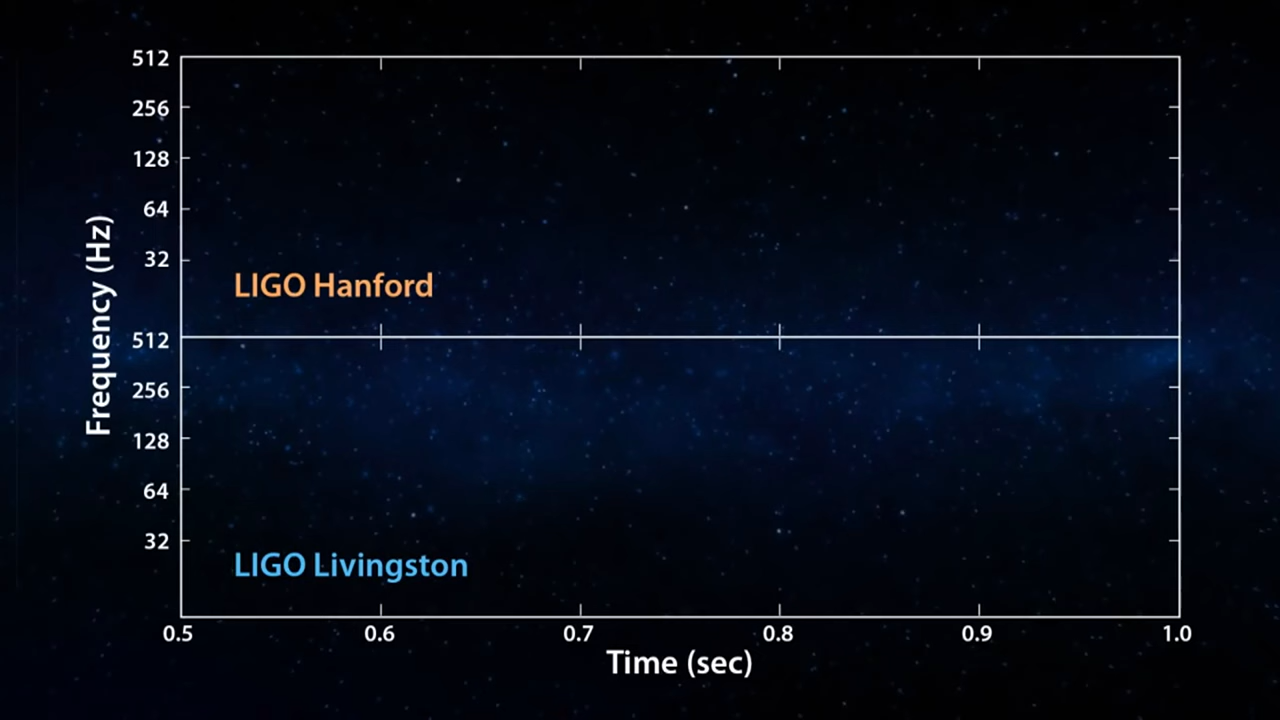 512
256
128
64
32
LIGO Hanford
Frequency (Hz)
512
256
128
64
32
LIGO Livingston
0.5 0.6 0.7 0.8 0.9 1.0
Time (sec)